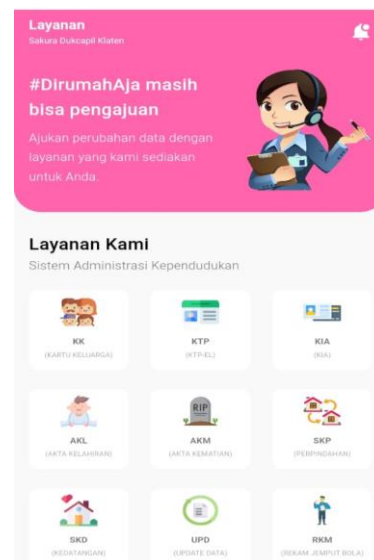 Layanan
Sakura Dukcapil Klaten
#DirumahAja masih
bisa pengajuan
Ajukan perubahan data dengan
layanan yang kami sediakan
untuk Anda.
Layanan Kami
Sistem Administrasi Kependudukan
KK
(KARTU KELUARGA)
KTP
(KTP-EL)
KIA
(KIA)
RIP
AKL
(AKTA KELAHIRAN)
AKM
(AKTA KEMATIAN)
SKP
(PERPINDAHAN)
SKD
(KEDATANGAN)
UPD
(UPDATE DATA)
RKM
(REKAM JEMPUT BOLA)